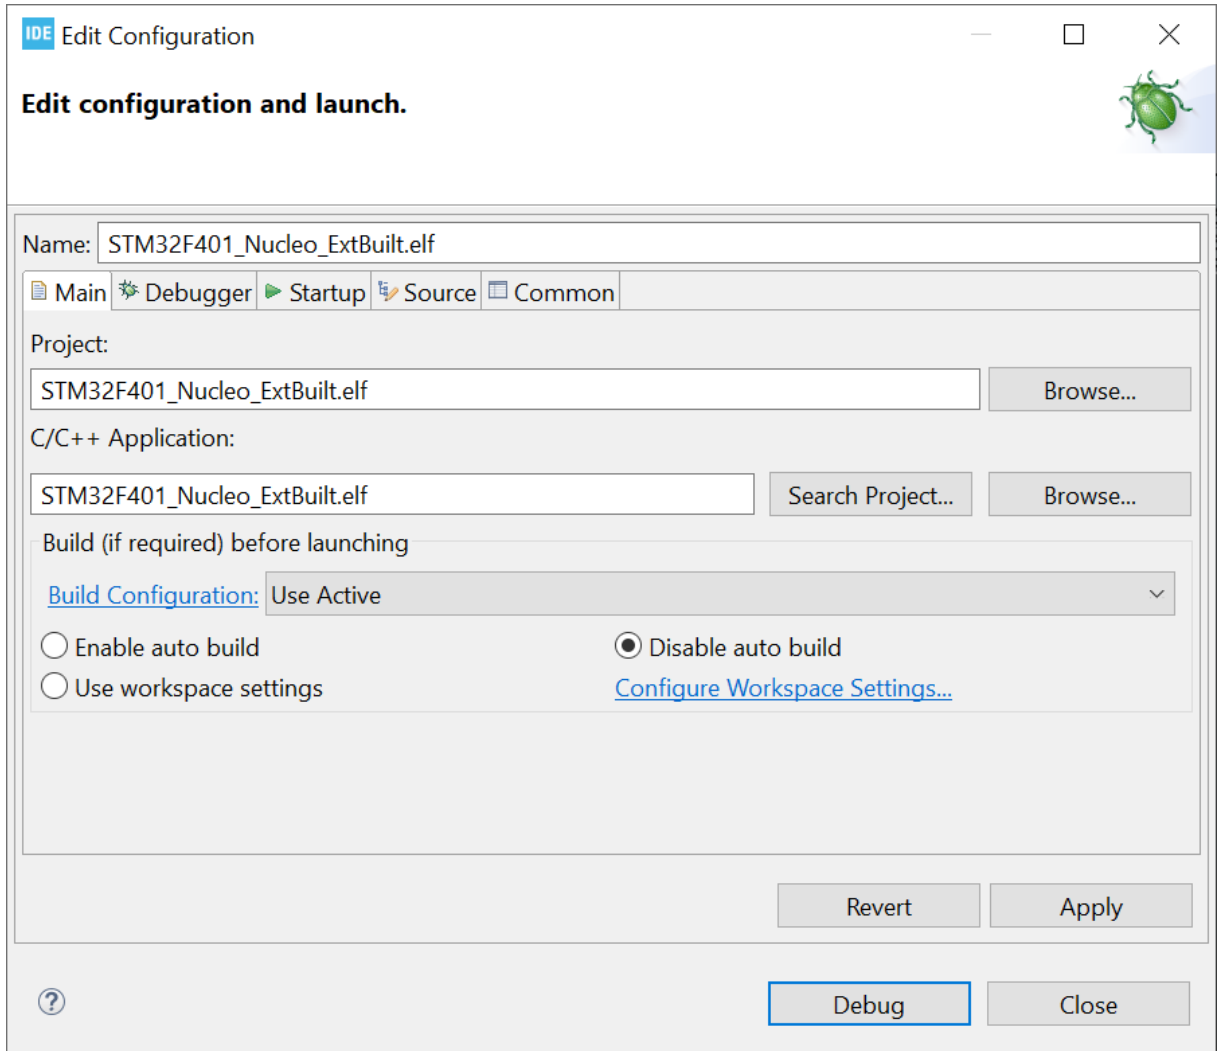 IDE Edit Configuration
Edit configuration and launch.
Name: STM32F401_Nucleo_ExtBuilt.elf
Main Debugger Startup Source Common
Project:
STM32F401_Nucleo_ExtBuilt.elf Browse...
C/C++ Application:
STM32F401_Nucleo_ExtBuilt.elf Search Project... Browse...
Build (if required) before launching
Build Configuration: Use Active
Enable auto build Disable auto build
Use workspace settings Configure Workspace Settings...
Revert Apply
? Debug Close